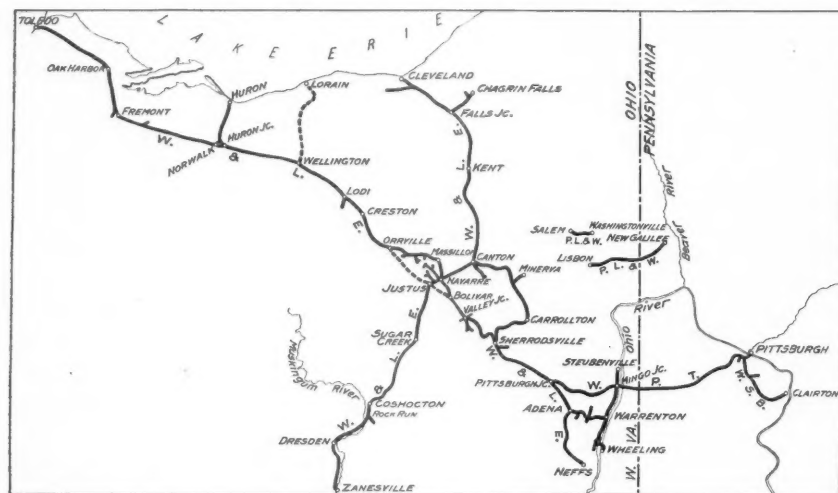 TOLEDO
LAKE ERIE
OAK HARBOR
FREMONT
HURON
LORAIN
CLEVELAND
CHAGRIN FALLS
FALLS JC.
HURON JC.
NORWALK
W. & L. E.
WELLINGTON
KENT
LODI
CRESTON
ORRVILLE
MASSILLON
CANTON
W. & L. E.
NAVARRE
JUSTUS
BOLIVAR
VALLEY JC.
MINERVA
CARROLLTON
SHERRODSVILLE
OHIO
PENNSYLVANIA
River
Beaver
SALEM
WASHINGTONVILLE
P. L. & W.
NEW GALILEE
LISBON
P. L. & W.
River
Ohio
SUGAR CREEK
Muskingum River
COSHOCTON
ROCK RUN
W. & L. E.
DRESDEN
ZANESVILLE
STEUBENVILLE
PITTSBURGH JC.
MINGO JC.
W. & L. E.
W. P. T.
PITTSBURGH
W. S. B.
CLAIRTON
ADENA
WARRENTON
WHEELING
NEFFS
W. VA.